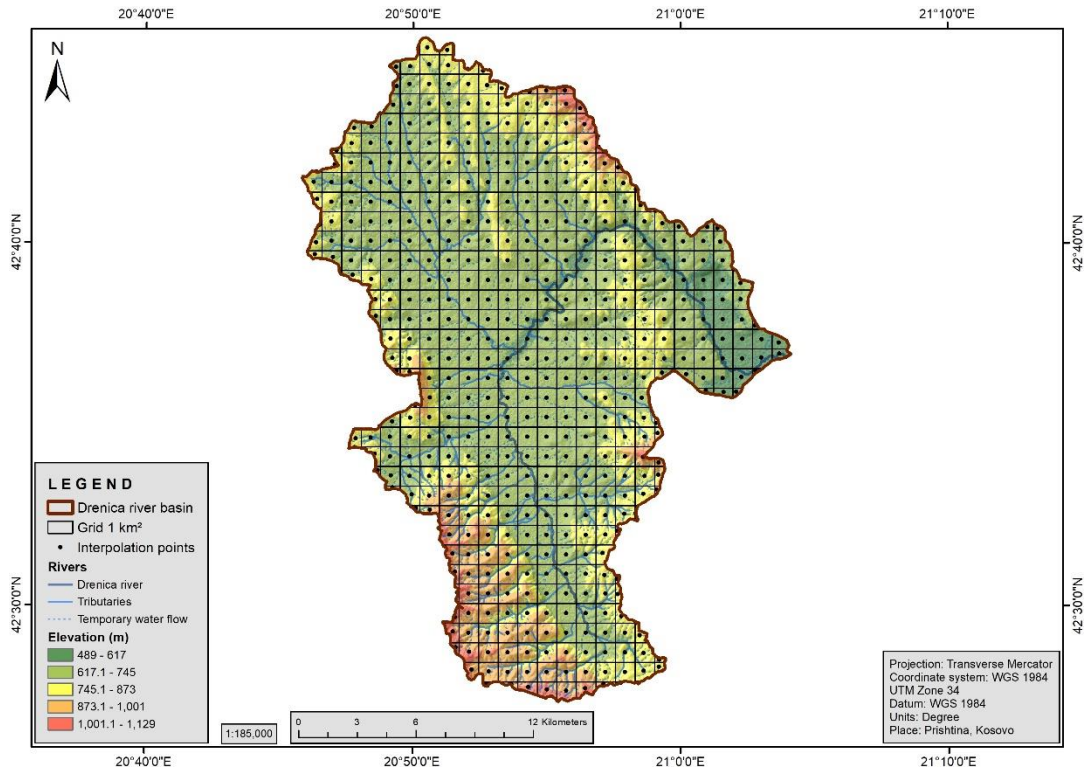 20°40'0"E
20°50'0"E
21°0'0"E
21°10'0"E
N
42°40'0"N
42°40'0"N
42°30'0"N
42°30'0"N
LEGEND
Drenica river basin
Grid 1 km²
Interpolation points
Rivers
Drenica river
Tributaries
Temporary water flow
Elevation (m)
489 - 617
617.1 - 745
745.1 - 873
873.1 - 1,001
1,001.1 - 1,129
1:185,000
0 3 6 12 Kilometers
Projection: Transverse Mercator
Coordinate system: WGS 1984
UTM Zone 34
Datum: WGS 1984
Units: Degree
Place: Prishtina, Kosovo
20°40'0"E
20°50'0"E
21°0'0"E
21°10'0"E